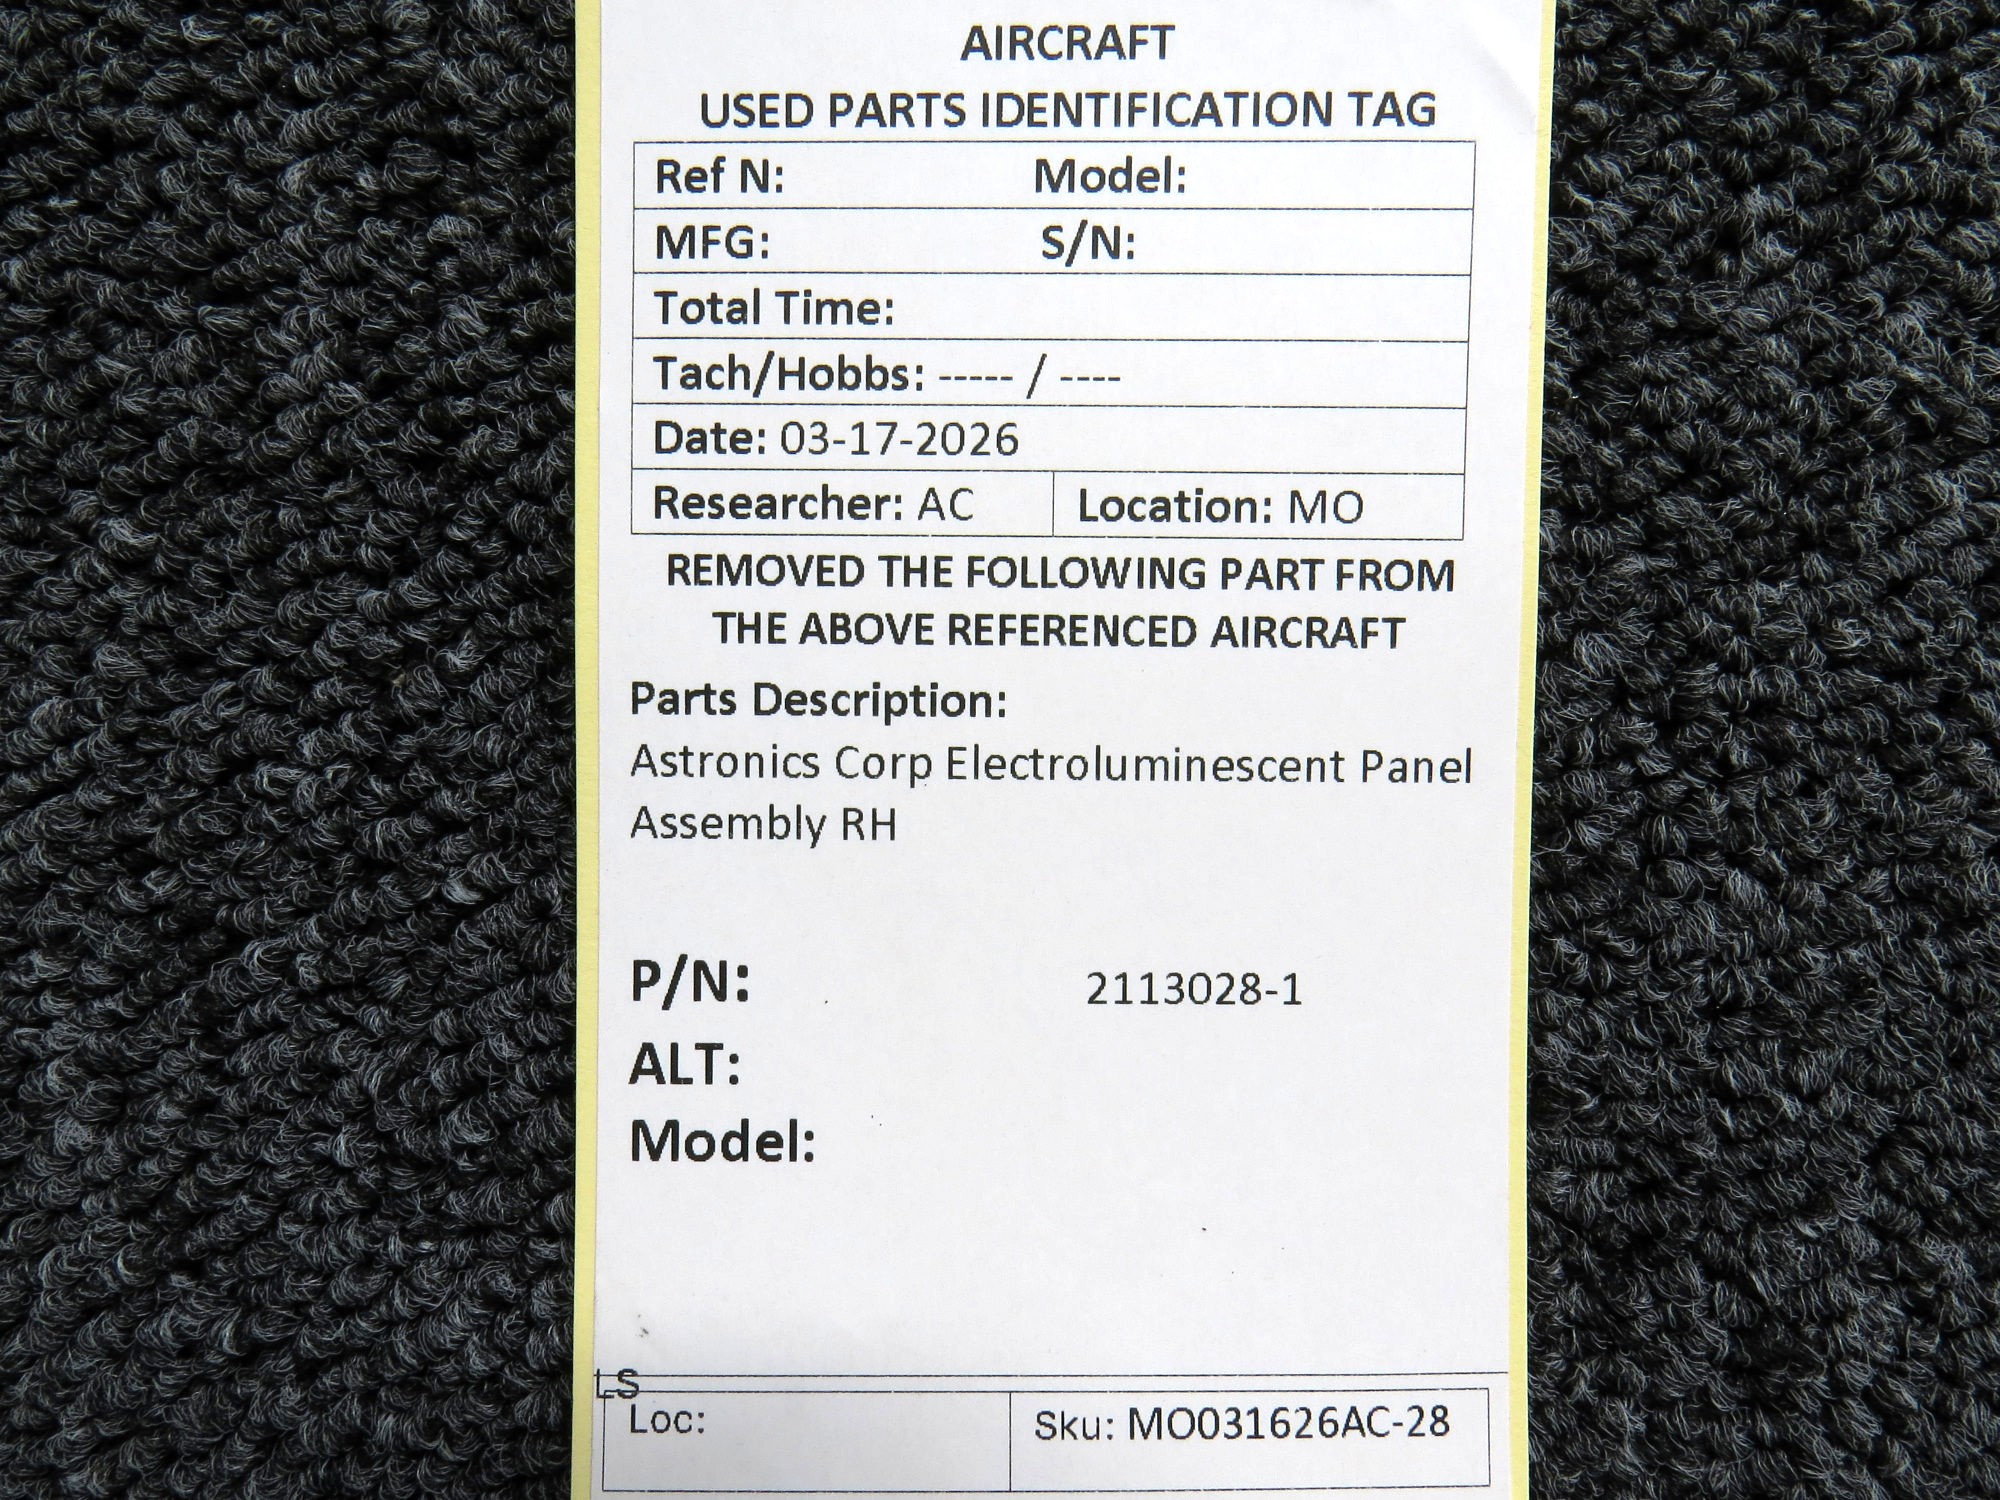 AIRCRAFT
USED PARTS IDENTIFICATION TAG
Ref N: Model:
MFG: S/N:
Total Time:
Tach/Hobbs: ----- / ----
Date: 03-17-2026
Researcher: AC Location: MO
REMOVED THE FOLLOWING PART FROM
THE ABOVE REFERENCED AIRCRAFT
Parts Description:
Astronics Corp Electroluminescent Panel
Assembly RH
P/N: 2113028-1
ALT:
Model:
LS
Loc: Sku: MO031626AC-28